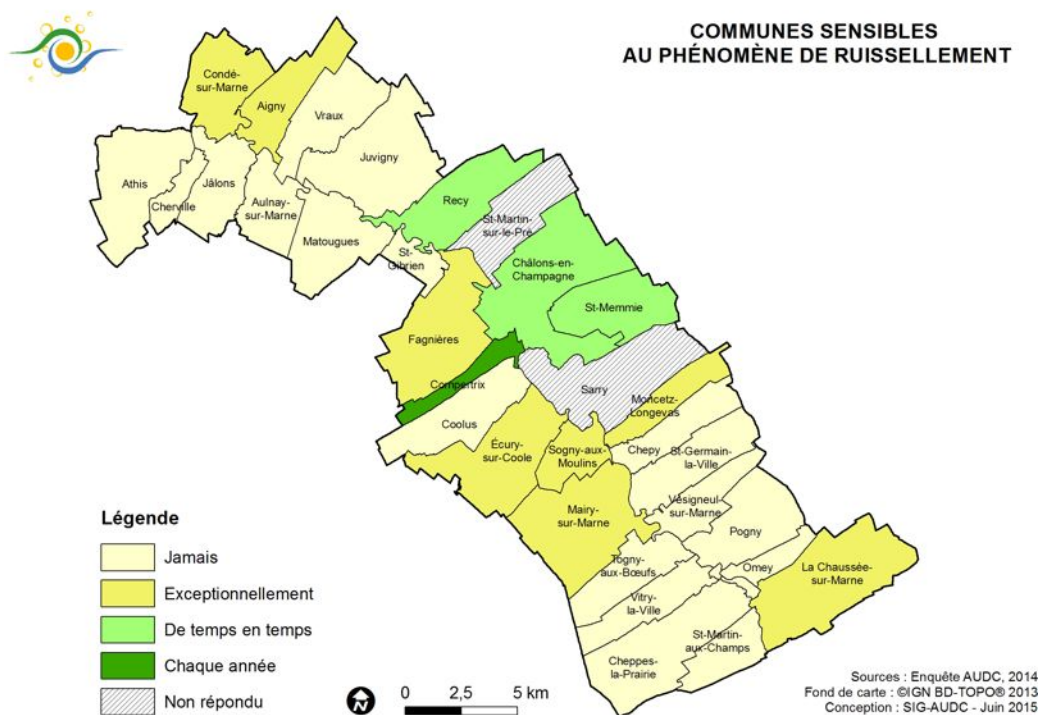 COMMUNES SENSIBLES
AU PHÉNOMÈNE DE RUISSELLEMENT
Condé-
sur-Marne
Aigny
Vraux
Juvigny
Athis
Cherville
Jâlons
Aulnay-
sur-Marne
Matougues
St-
Gibrien
Recy
St-Martin-
sur-le-Pré
Châlons-en-
Champagne
St-Memmie
Fagnières
Compertrix
Coolus
Sarry
Moncetz-
Longevas
Écury-
sur-Coole
Sogny-aux-
Moulins
Chepy
St-Germain-
la-Ville
Mairy-
sur-Marne
Vésigneul-
sur-Marne
Pogny
Togny-
aux-Bœufs
Omey
La Chaussée-
sur-Marne
Vitry-
la-Ville
St-Martin-
aux-Champs
Cheppes-
la-Prairie
Légende
Jamais
Exceptionnellement
De temps en temps
Chaque année
Non répondu
N
0 2,5 5 km
Sources : Enquête AUDC, 2014
Fond de carte : ©IGN BD-TOPO® 2013
Conception : SIG-AUDC - Juin 2015